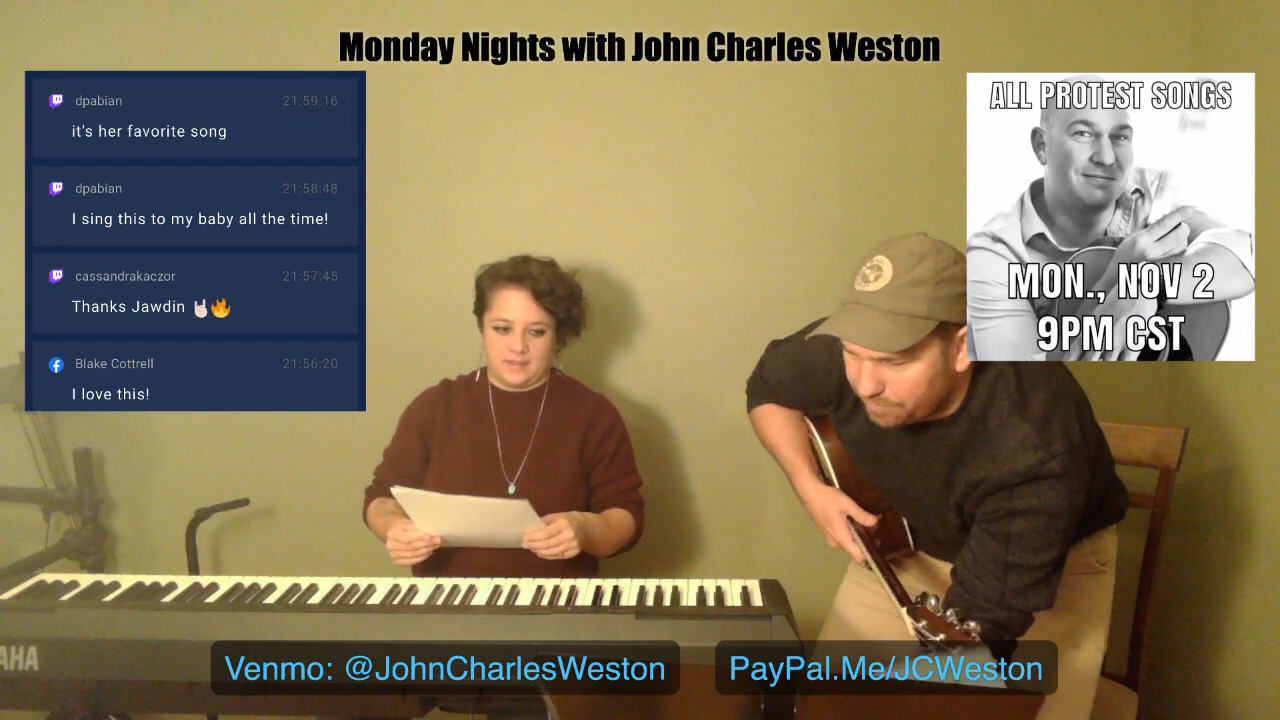 Monday Nights with John Charles Weston
dpabian 21:59:16
it's her favorite song
dpabian 21:58:48
I sing this to my baby all the time!
cassandrakaczor 21:57:45
Thanks Jawdin 🤘🏻🔥
Blake Cottrell 21:56:20
I love this!
ALL PROTEST SONGS
MON., NOV 2
9PM CST
AHA
Venmo: @JohnCharlesWeston
PayPal.Me/JCWeston